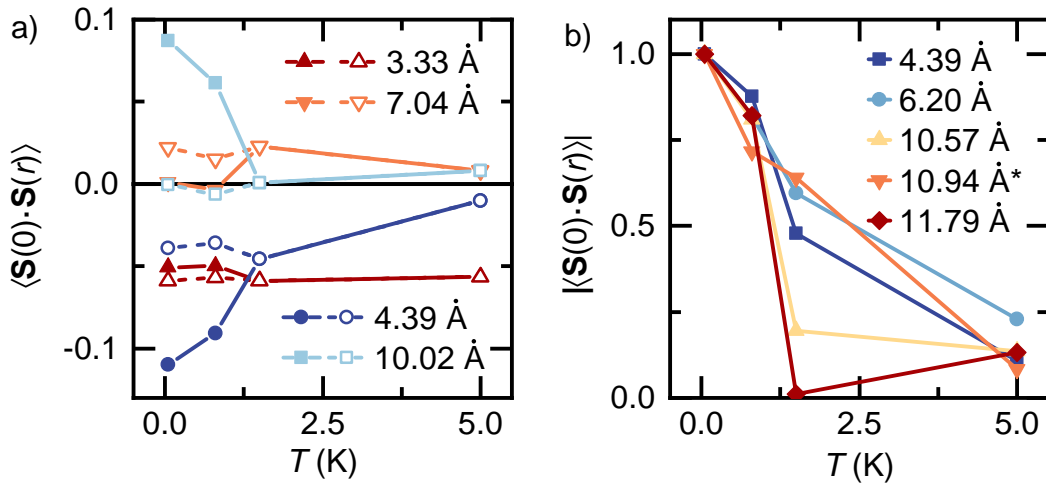 a)
0.1
0.0
-0.1
⟨S(0)·S(r)⟩
3.33 Å
7.04 Å
4.39 Å
10.02 Å
0.0 2.5 5.0
T (K)
b)
1.0
0.5
0.0
|⟨S(0)·S(r)⟩|
4.39 Å
6.20 Å
10.57 Å
10.94 Å*
11.79 Å
0.0 2.5 5.0
T (K)